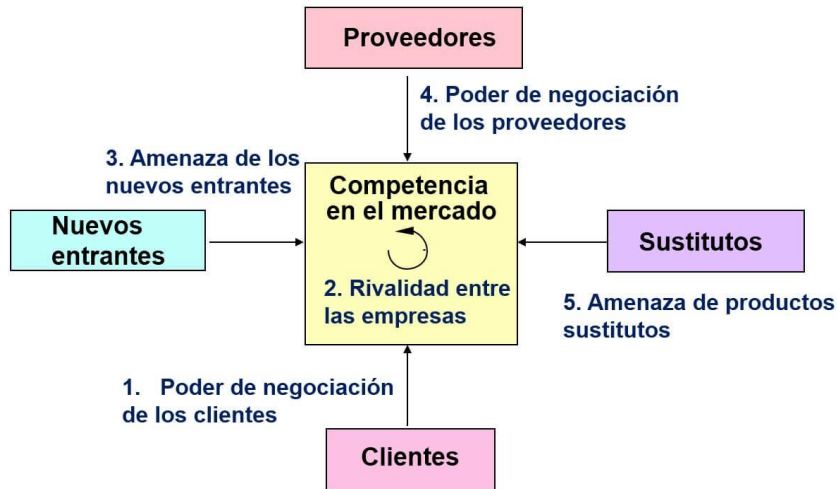 Proveedores
4. Poder de negociación
de los proveedores
3. Amenaza de los
nuevos entrantes
Competencia
en el mercado
Nuevos
entrantes
Sustitutos
2. Rivalidad entre
las empresas
5. Amenaza de productos
sustitutos
1. Poder de negociación
de los clientes
Clientes